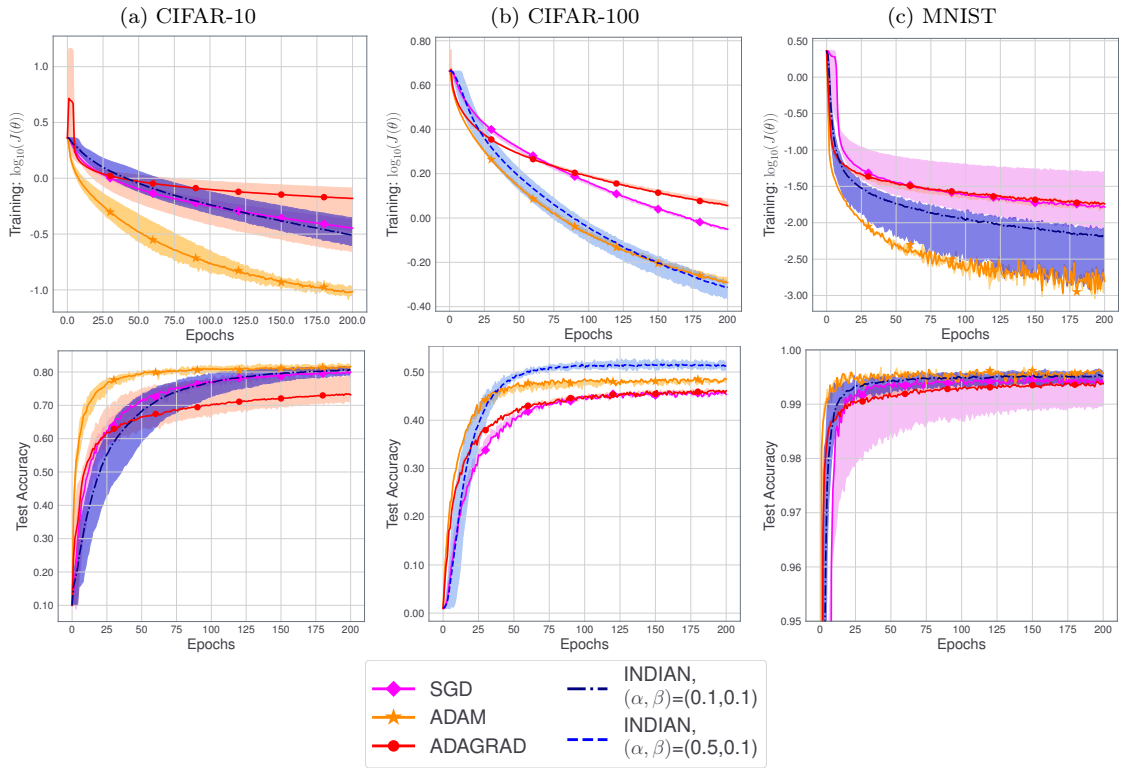 (a) CIFAR-10
(b) CIFAR-100
(c) MNIST
Training: log₁₀(J(θ))
1.0
0.5
0.0
-0.5
-1.0
0.0 25.0 50.0 75.0 100.0 125.0 150.0 175.0 200.0
Epochs
Training: log₁₀(J(θ))
0.80
0.60
0.40
0.20
0.00
-0.20
-0.40
0 25 50 75 100 125 150 175 200
Epochs
Training: log₁₀(J(θ))
0.50
0.00
-0.50
-1.00
-1.50
-2.00
-2.50
-3.00
0 25 50 75 100 125 150 175 200
Epochs
Test Accuracy
0.80
0.70
0.60
0.50
0.40
0.30
0.20
0.10
0 25 50 75 100 125 150 175 200
Epochs
Test Accuracy
0.50
0.40
0.30
0.20
0.10
0.00
0 25 50 75 100 125 150 175 200
Epochs
Test Accuracy
1.00
0.99
0.98
0.97
0.96
0.95
0 25 50 75 100 125 150 175 200
Epochs
SGD
ADAM
ADAGRAD
INDIAN,
(α, β)=(0.1,0.1)
INDIAN,
(α, β)=(0.5,0.1)